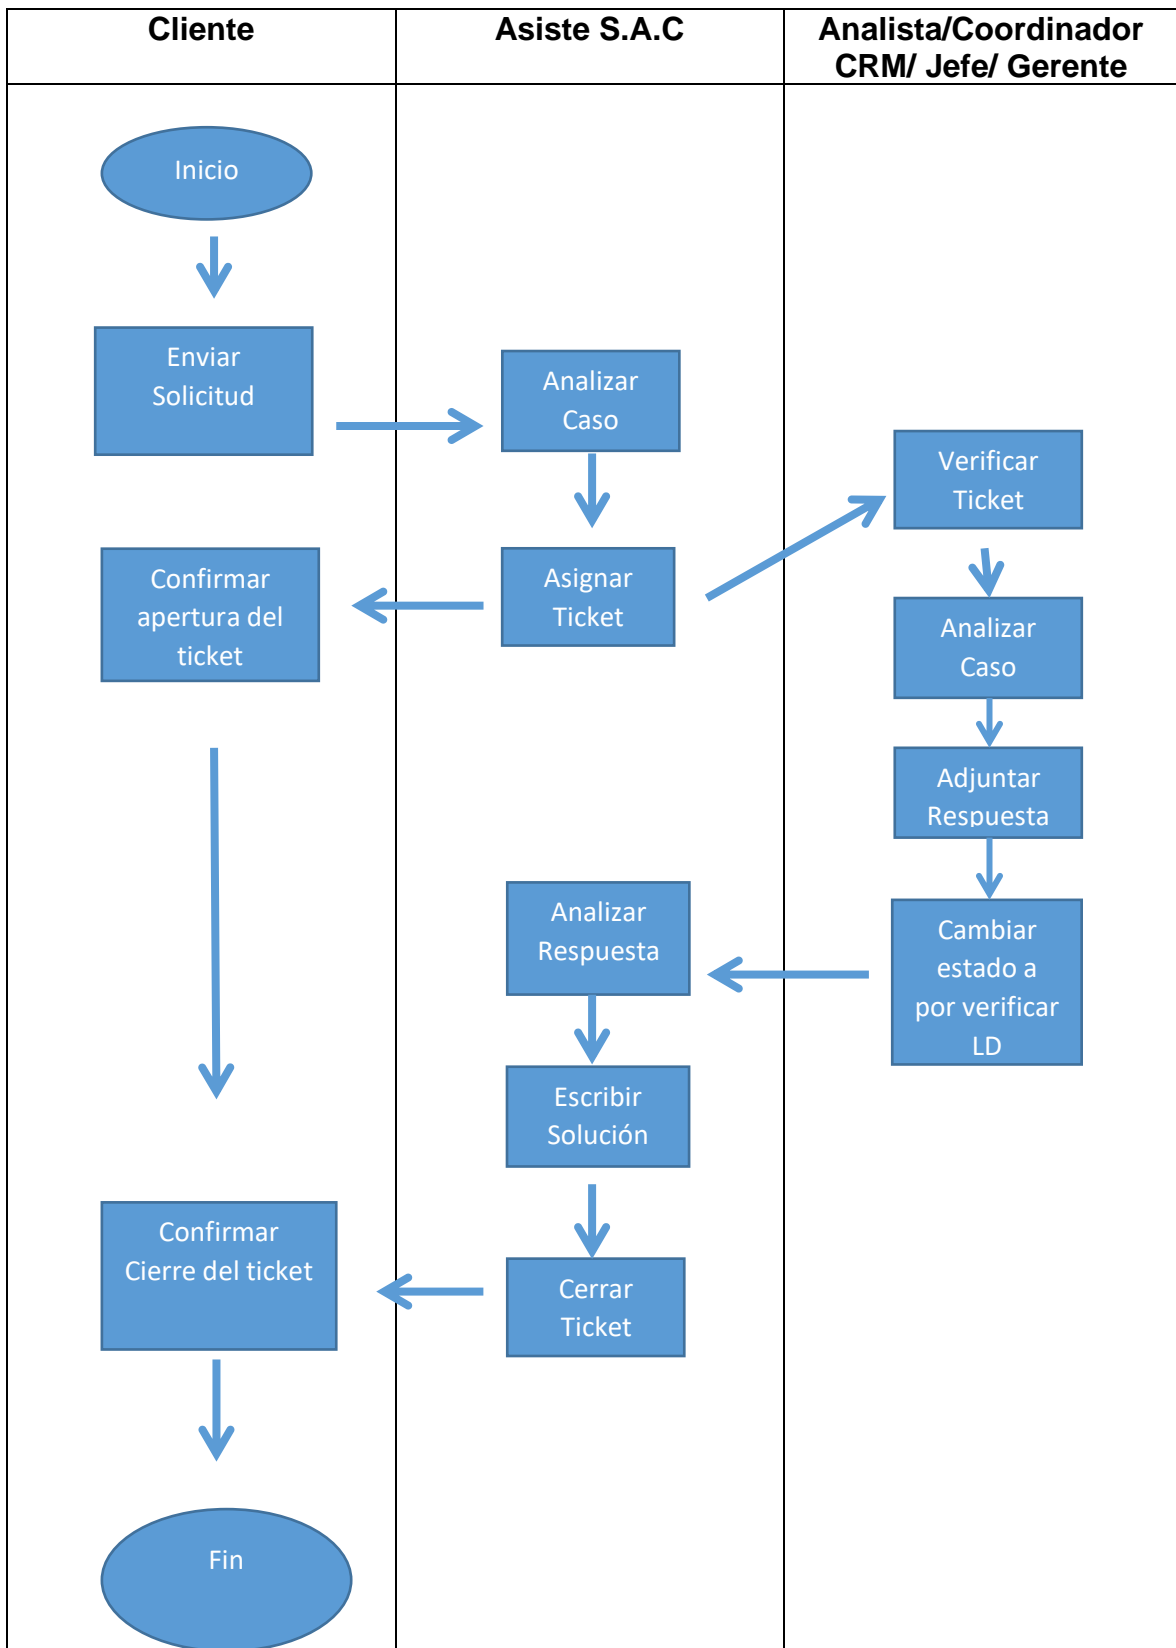 Cliente
Asiste S.A.C
Analista/Coordinador
CRM/ Jefe/ Gerente
Inicio
Enviar
Solicitud
Analizar
Caso
Verificar
Ticket
Confirmar
apertura del
ticket
Asignar
Ticket
Analizar
Caso
Adjuntar
Respuesta
Analizar
Respuesta
Cambiar
estado a
por verificar
LD
Escribir
Solución
Confirmar
Cierre del ticket
Cerrar
Ticket
Fin